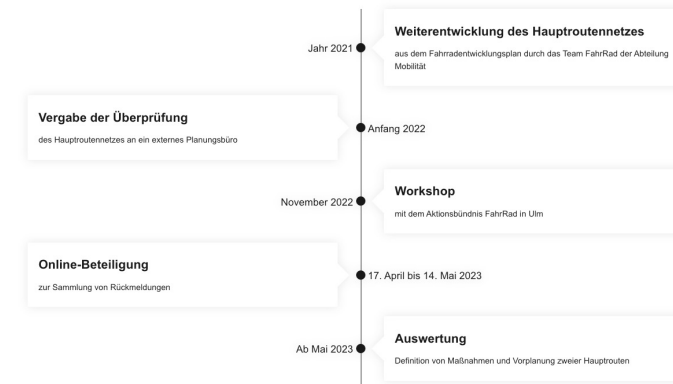 Weiterentwicklung des Hauptroutennetzes
Jahr 2021
aus dem Fahrradentwicklungsplan durch das Team FahrRad der Abteilung
Mobilität
Vergabe der Überprüfung
Anfang 2022
des Hauptroutennetzes an ein externes Planungsbüro
Workshop
November 2022
mit dem Aktionsbündnis FahrRad in Ulm
Online-Beteiligung
17. April bis 14. Mai 2023
zur Sammlung von Rückmeldungen
Auswertung
Ab Mai 2023
Definition von Maßnahmen und Vorplanung zweier Hauptrouten